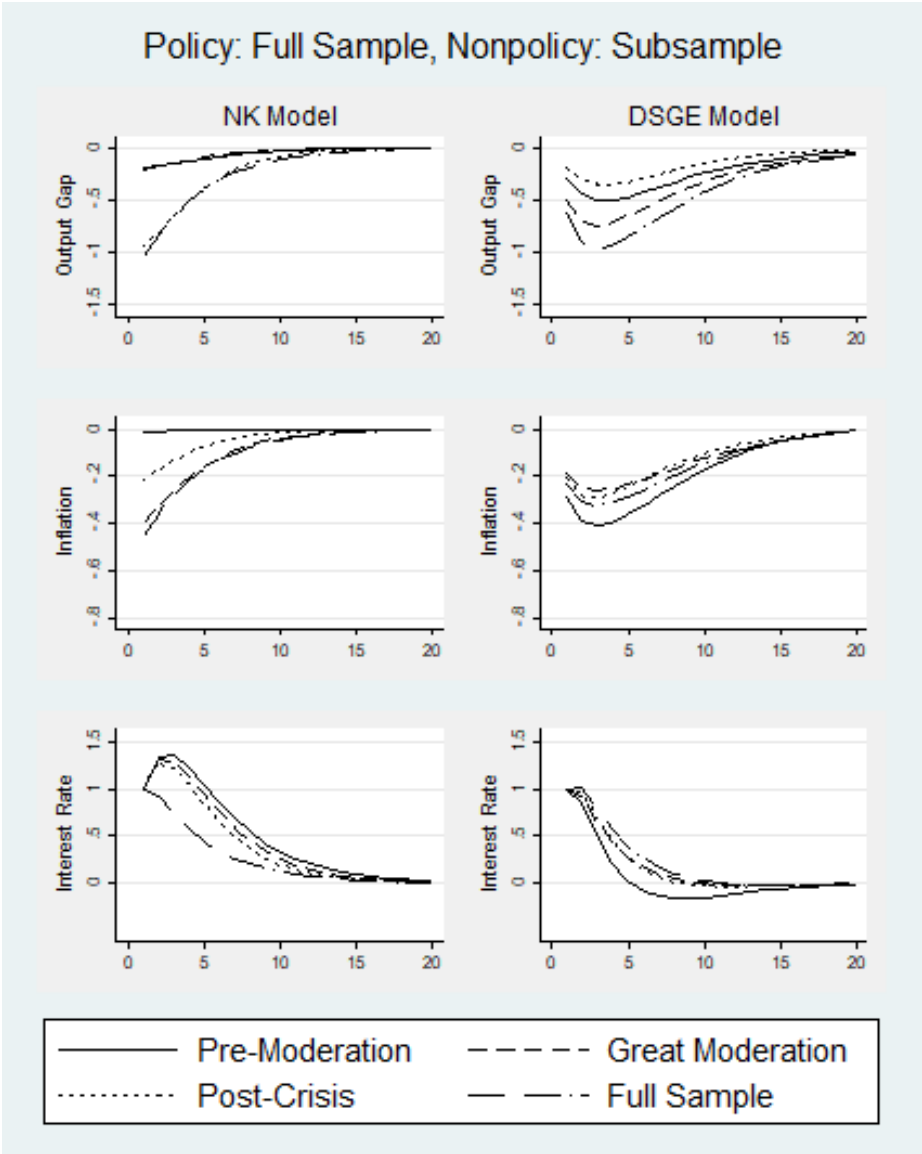 Policy: Full Sample, Nonpolicy: Subsample
NK Model
DSGE Model
Output Gap
0
-.5
-1
-1.5
0 5 10 15 20
Output Gap
0
-.5
-1
-1.5
0 5 10 15 20
Inflation
0
-.2
-.4
-.6
-.8
0 5 10 15 20
Inflation
0
-.2
-.4
-.6
-.8
0 5 10 15 20
Interest Rate
1.5
1
.5
0
0 5 10 15 20
Interest Rate
1.5
1
.5
0
0 5 10 15 20
Pre-Moderation
Great Moderation
Post-Crisis
Full Sample